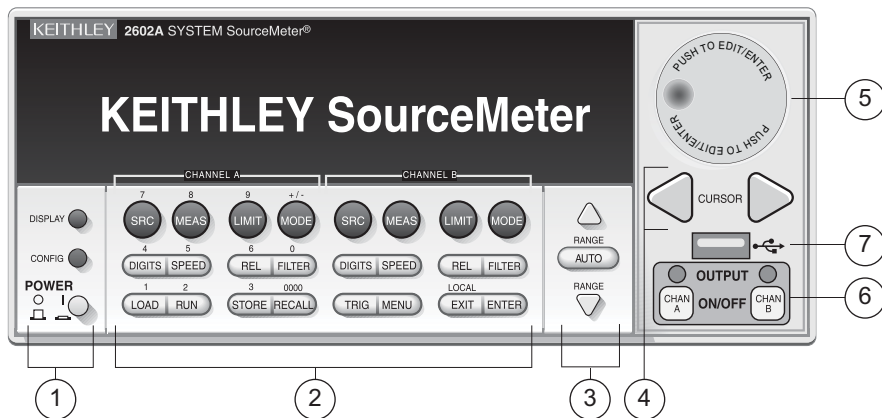 KEITHLEY 2602A SYSTEM SourceMeter®
KEITHLEY SourceMeter
PUSH TO EDIT/ENTER
PUSH TO EDIT/ENTER
5
CHANNEL A CHANNEL B
7 8 9 +/-
DISPLAY SRC MEAS LIMIT MODE SRC MEAS LIMIT MODE
CURSOR
RANGE
4 5 6 0
CONFIG DIGITS SPEED REL FILTER DIGITS SPEED REL FILTER AUTO
7
POWER
1 2 3 0000 LOCAL RANGE
LOAD RUN STORE RECALL TRIG MENU EXIT ENTER
OUTPUT
CHAN A ON/OFF CHAN B
6
1 2 3 4